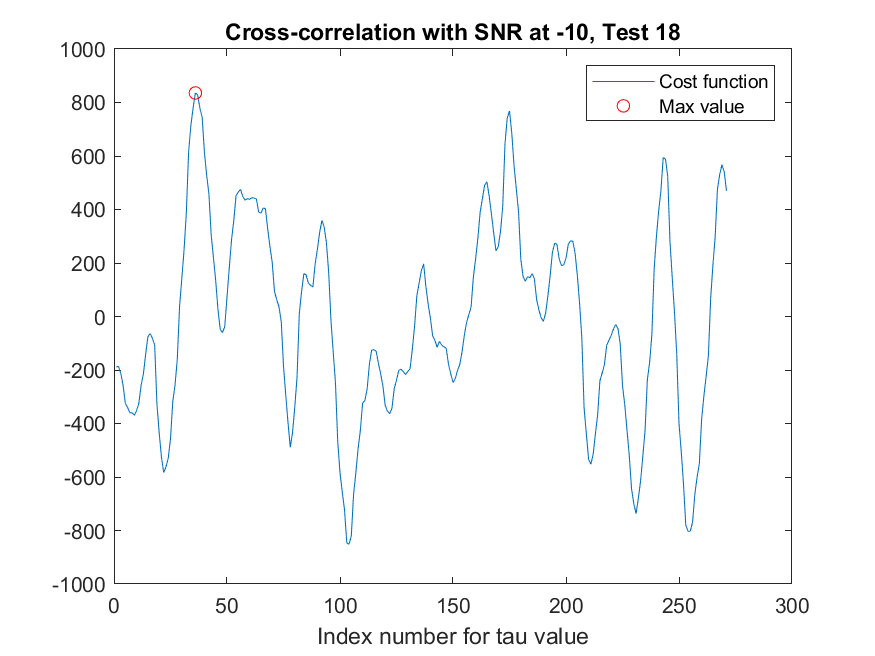 Cross-correlation with SNR at -10, Test 18
1000
800
600
400
200
0
-200
-400
-600
-800
-1000
Cost function
Max value
0 50 100 150 200 250 300
Index number for tau value